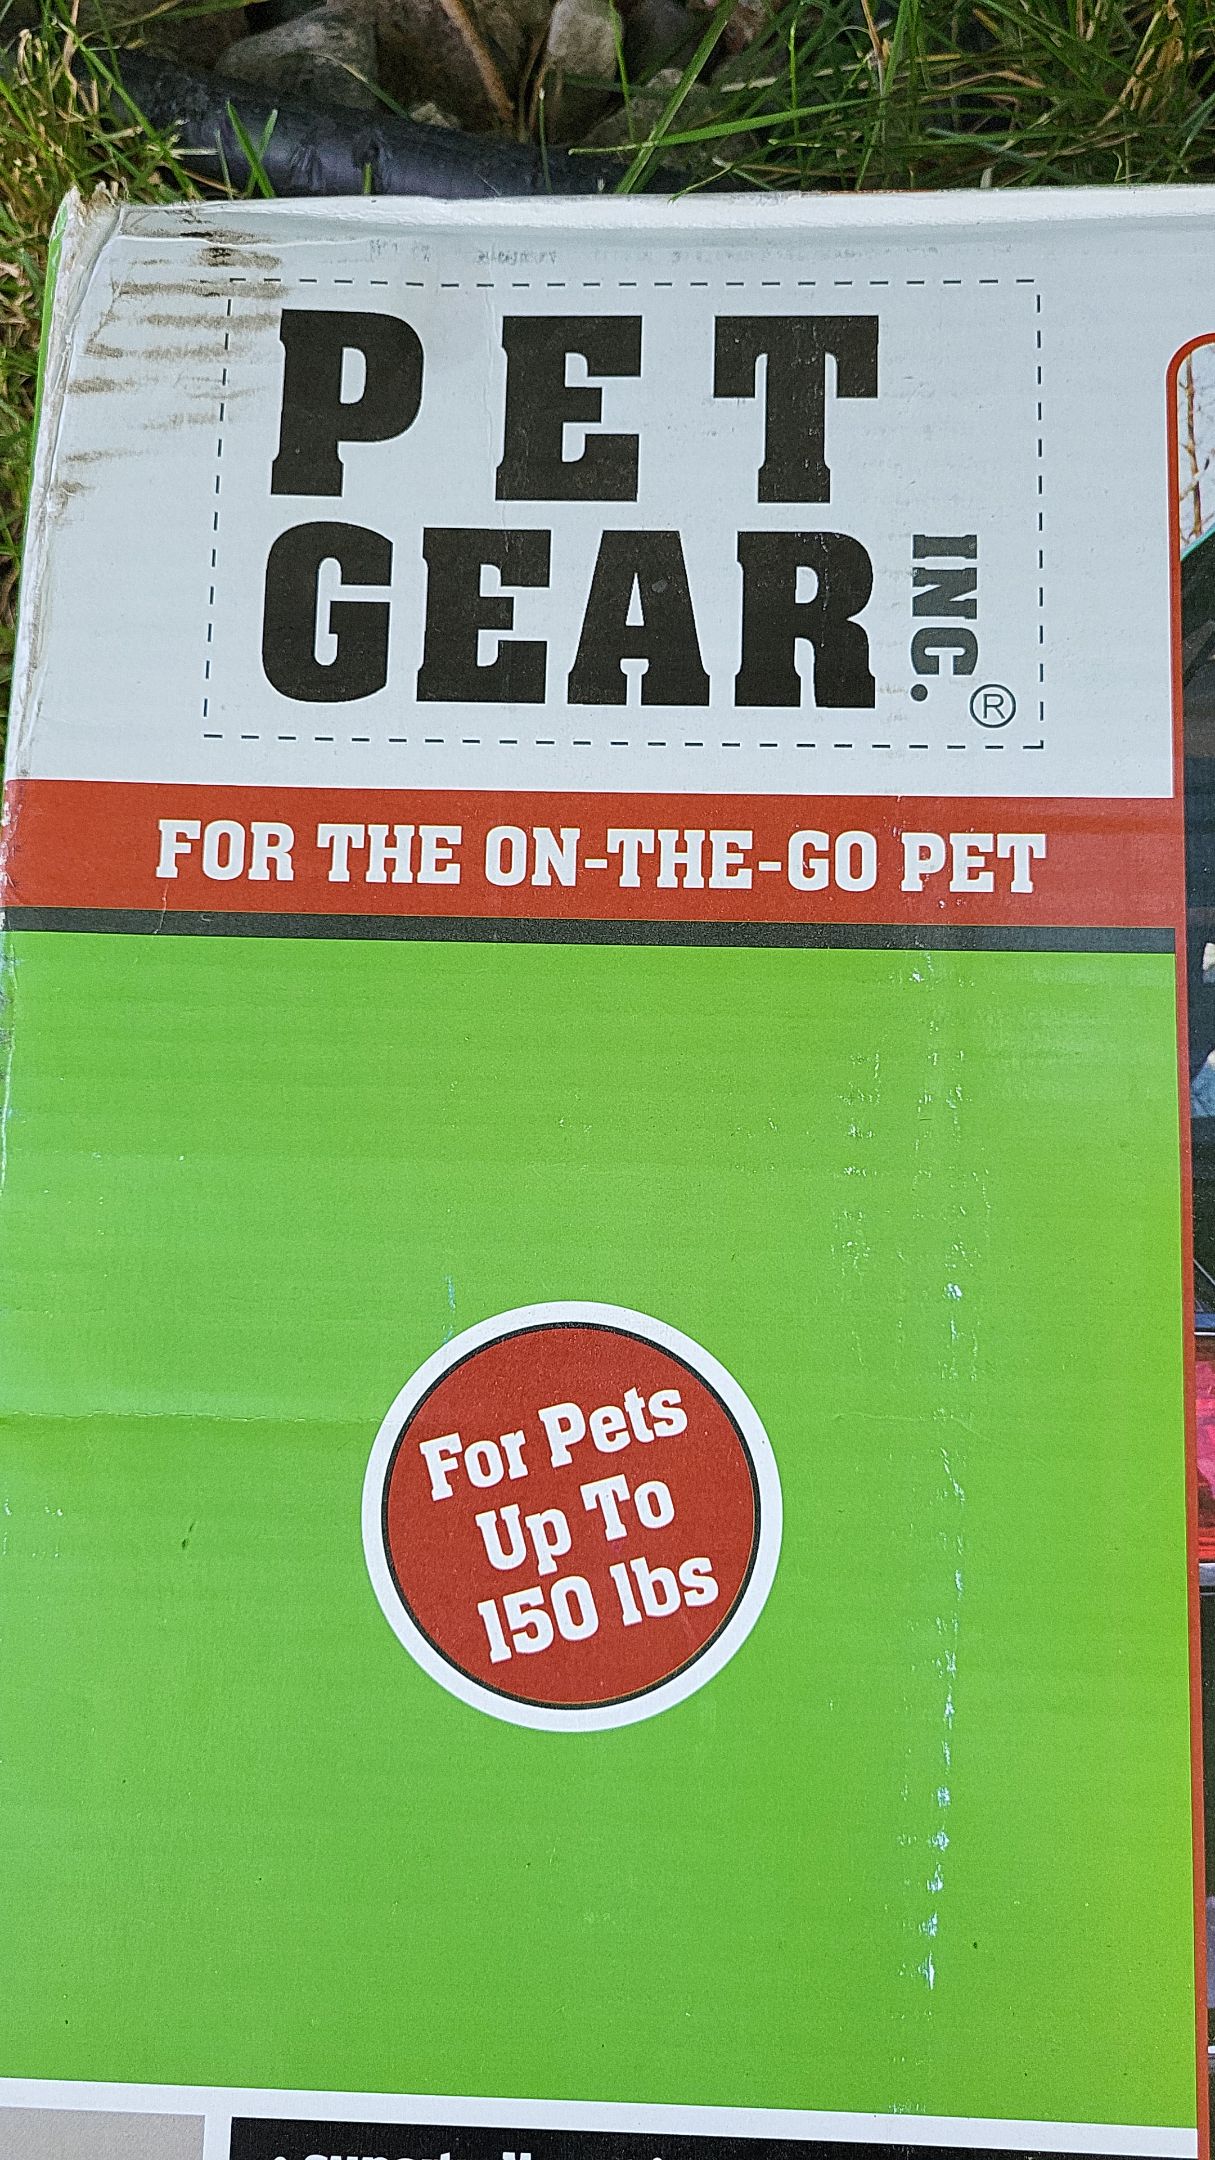 PET
GEAR INC.®
FOR THE ON-THE-GO PET
For Pets
Up To
150 lbs